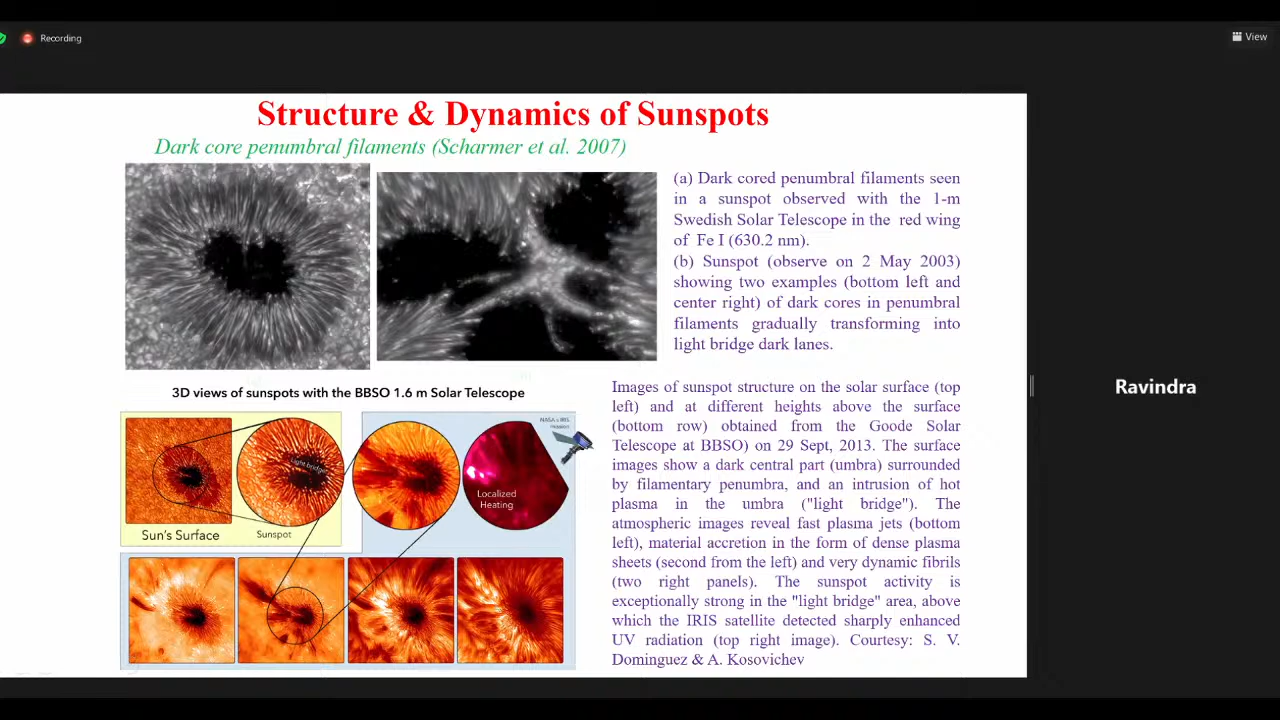 Recording
View
Structure & Dynamics of Sunspots
Dark core penumbral filaments (Scharmer et al. 2007)
(a) Dark cored penumbral filaments seen
in a sunspot observed with the 1-m
Swedish Solar Telescope in the red wing
of Fe I (630.2 nm).
(b) Sunspot (observe on 2 May 2003)
showing two examples (bottom left and
center right) of dark cores in penumbral
filaments gradually transforming into
light bridge dark lanes.
3D views of sunspots with the BBSO 1.6 m Solar Telescope
NASA's IRIS
mission
Light bridge
Localized
Heating
Sun's Surface
Sunspot
Images of sunspot structure on the solar surface (top
left) and at different heights above the surface
(bottom row) obtained from the Goode Solar
Telescope at BBSO) on 29 Sept, 2013. The surface
images show a dark central part (umbra) surrounded
by filamentary penumbra, and an intrusion of hot
plasma in the umbra ("light bridge"). The
atmospheric images reveal fast plasma jets (bottom
left), material accretion in the form of dense plasma
sheets (second from the left) and very dynamic fibrils
(two right panels). The sunspot activity is
exceptionally strong in the "light bridge" area, above
which the IRIS satellite detected sharply enhanced
UV radiation (top right image). Courtesy: S. V.
Dominguez & A. Kosovichev
Ravindra